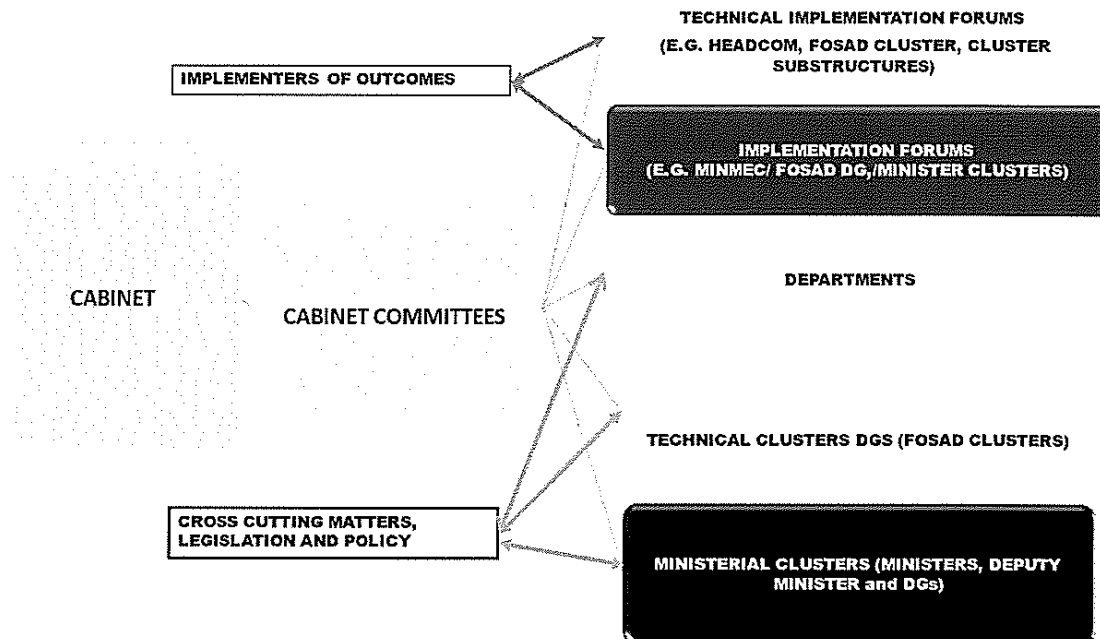 TECHNICAL IMPLEMENTATION FORUMS
(E.G. HEADCOM, FOSAD CLUSTER, CLUSTER
SUBSTRUCTURES)
IMPLEMENTERS OF OUTCOMES
IMPLEMENTATION FORUMS
(E.G. MINMEC/ FOSAD DG,/MINISTER CLUSTERS)
DEPARTMENTS
CABINET
CABINET COMMITTEES
TECHNICAL CLUSTERS DGS (FOSAD CLUSTERS)
CROSS CUTTING MATTERS,
LEGISLATION AND POLICY
MINISTERIAL CLUSTERS (MINISTERS, DEPUTY
MINISTER and DGs)